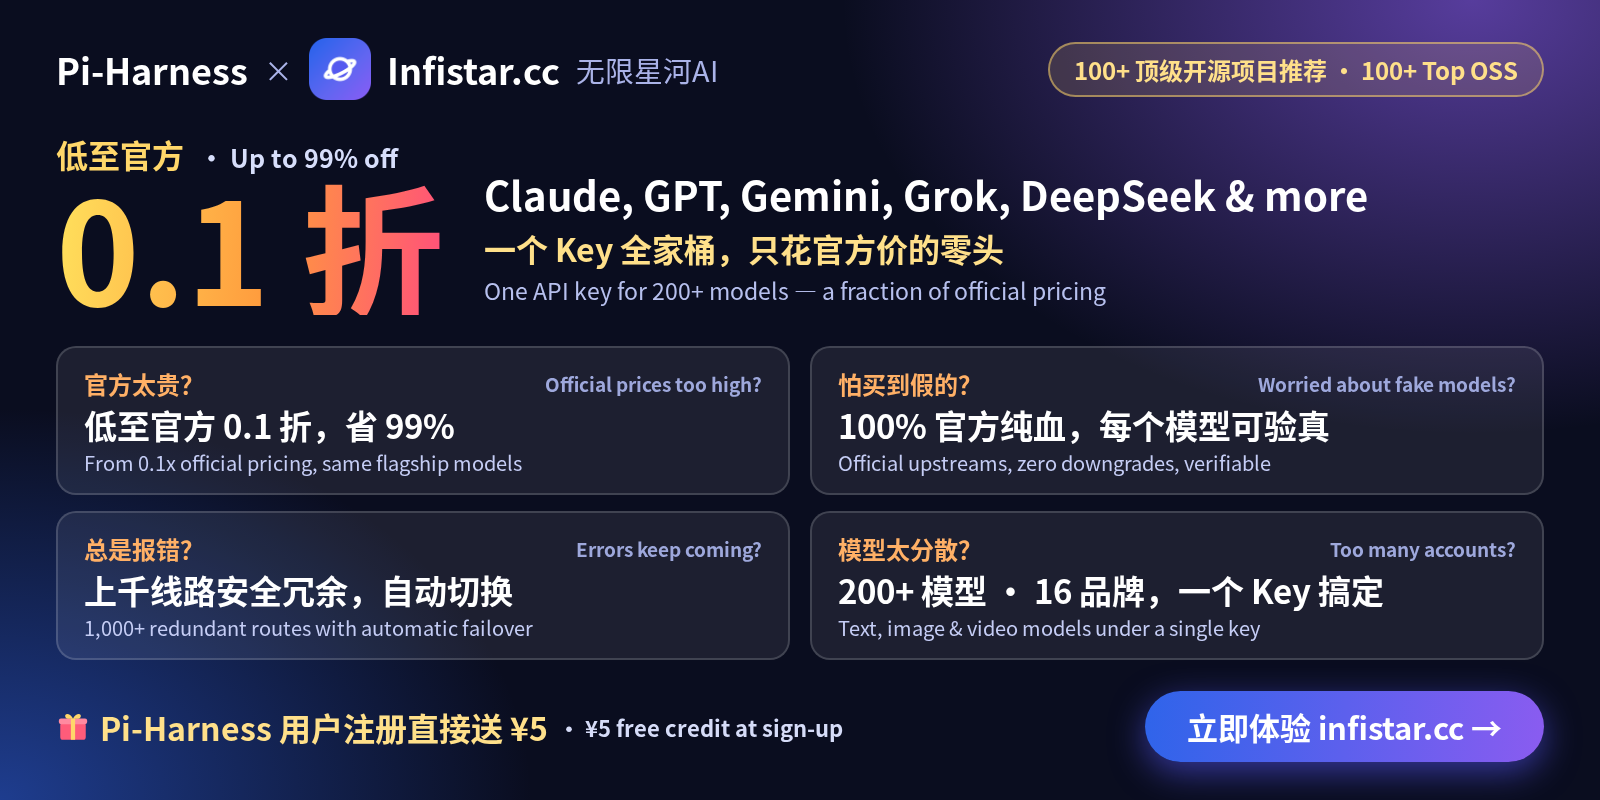 Pi-Harness × Infistar.cc 无限星河AI
100+ 顶级开源项目推荐 · 100+ Top OSS
低至官方 · Up to 99% off
0.1 折
Claude, GPT, Gemini, Grok, DeepSeek & more
一个 Key 全家桶，只花官方价的零头
One API key for 200+ models — a fraction of official pricing
官方太贵? Official prices too high?
低至官方 0.1 折，省 99%
From 0.1x official pricing, same flagship models
怕买到假的? Worried about fake models?
100% 官方纯血，每个模型可验真
Official upstreams, zero downgrades, verifiable
总是报错? Errors keep coming?
上千线路安全冗余，自动切换
1,000+ redundant routes with automatic failover
模型太分散? Too many accounts?
200+ 模型 · 16 品牌，一个 Key 搞定
Text, image & video models under a single key
Pi-Harness 用户注册直接送 ¥5 · ¥5 free credit at sign-up
立即体验 infistar.cc →